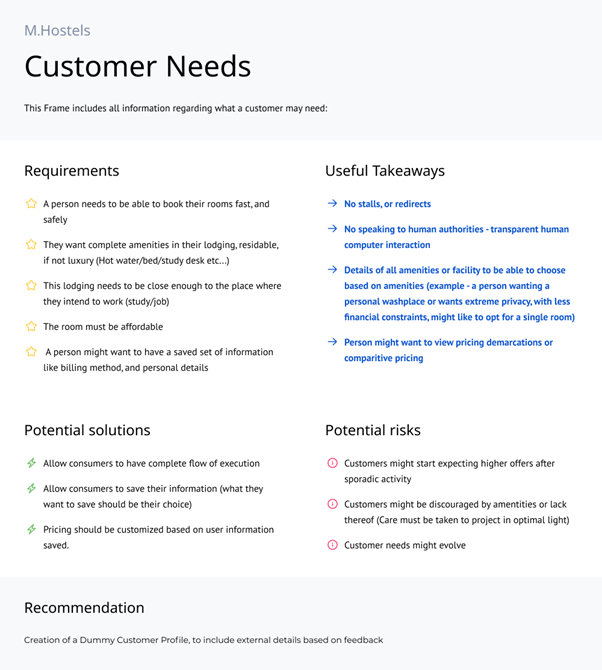 M.Hostels
Customer Needs
This Frame includes all information regarding what a customer may need:
Requirements
A person needs to be able to book their rooms fast, and
safely
They want complete amenities in their lodging, residable,
if not luxury (Hot water/bed/study desk etc...)
This lodging needs to be close enough to the place where
they intend to work (study/job)
The room must be affordable
A person might want to have a saved set of information
like billing method, and personal details
Useful Takeaways
No stalls, or redirects
No speaking to human authorities - transparent human
computer interaction
Details of all amenities or facility to be able to choose
based on amenities (example - a person wanting a
personal washplace or wants extreme privacy, with less
financial constraints, might like to opt for a single room)
Person might want to view pricing demarcations or
comparitive pricing
Potential solutions
Allow consumers to have complete flow of execution
Allow consumers to save their information (what they
want to save should be their choice)
Pricing should be customized based on user information
saved.
Potential risks
Customers might start expecting higher offers after
sporadic activity
Customers might be discouraged by amentities or lack
thereof (Care must be taken to project in optimal light)
Customer needs might evolve
Recommendation
Creation of a Dummy Customer Profile, to include external details based on feedback